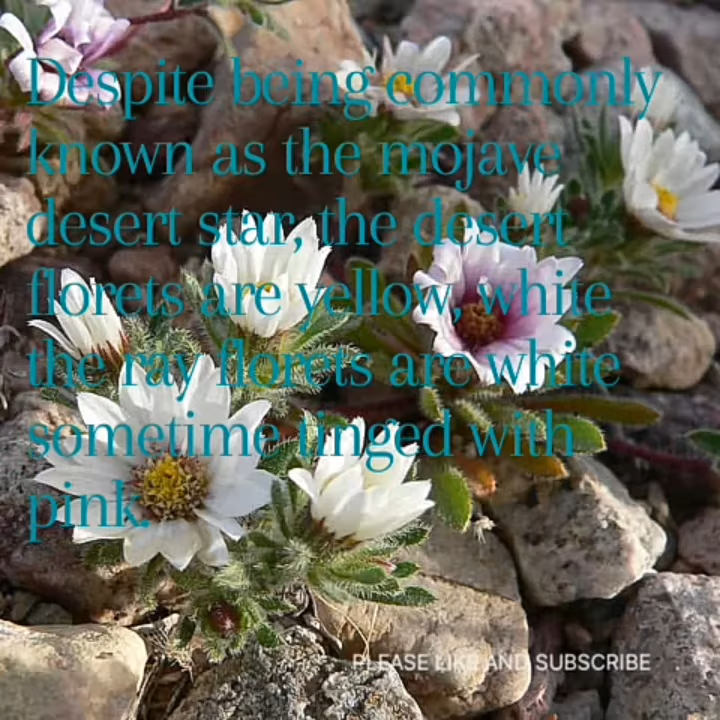 Despite being commonly
known as the mojave
desert star, the desert
florets are yellow, white
the ray florets are white
sometime tinged with
pink.
PLEASE LIKE AND SUBSCRIBE